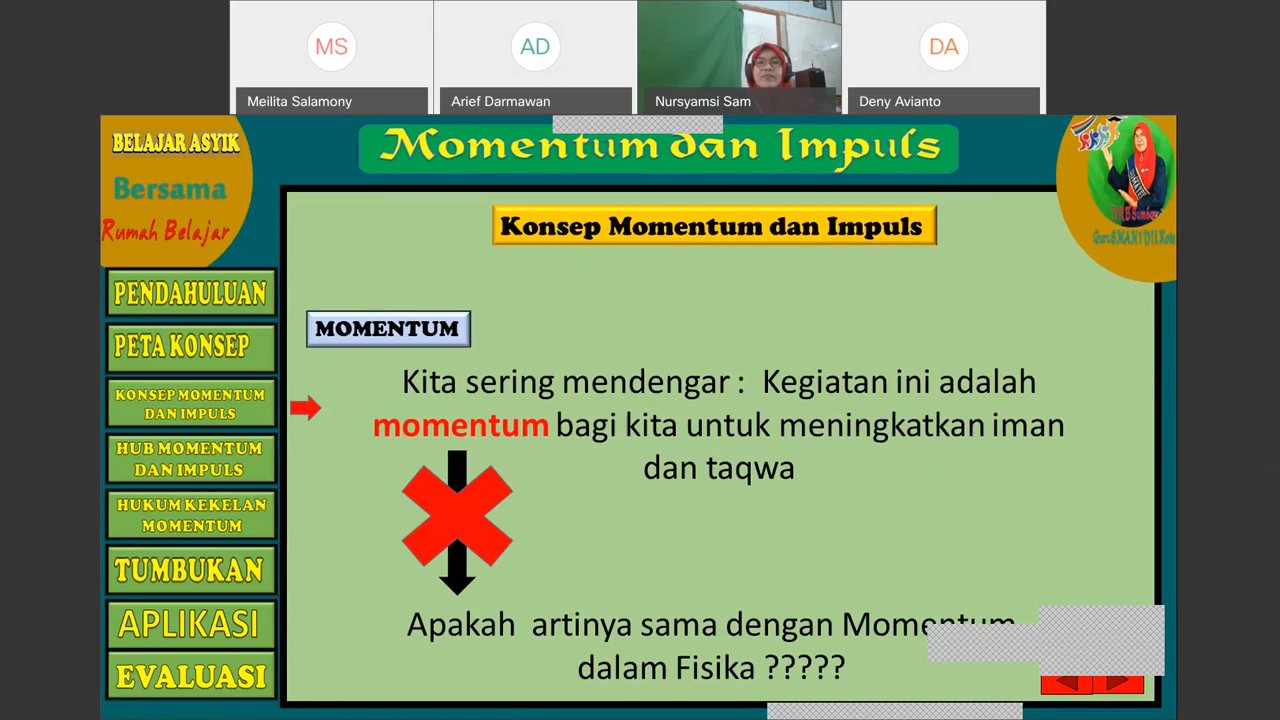 MS
AD
DA
Meilita Salamony
Arief Darmawan
Nursyamsi Sam
Deny Avianto
BELAJAR ASYIK
Bersama
Rumah Belajar
Momentum dan Impuls
Konsep Momentum dan Impuls
PENDAHULUAN
PETA KONSEP
KONSEP MOMENTUM
DAN IMPULS
HUB MOMENTUM
DAN IMPULS
HUKUM KEKELAN
MOMENTUM
TUMBUKAN
APLIKASI
EVALUASI
MOMENTUM
Kita sering mendengar : Kegiatan ini adalah
momentum bagi kita untuk meningkatkan iman
dan taqwa
Apakah artinya sama dengan Momentum
dalam Fisika ?????